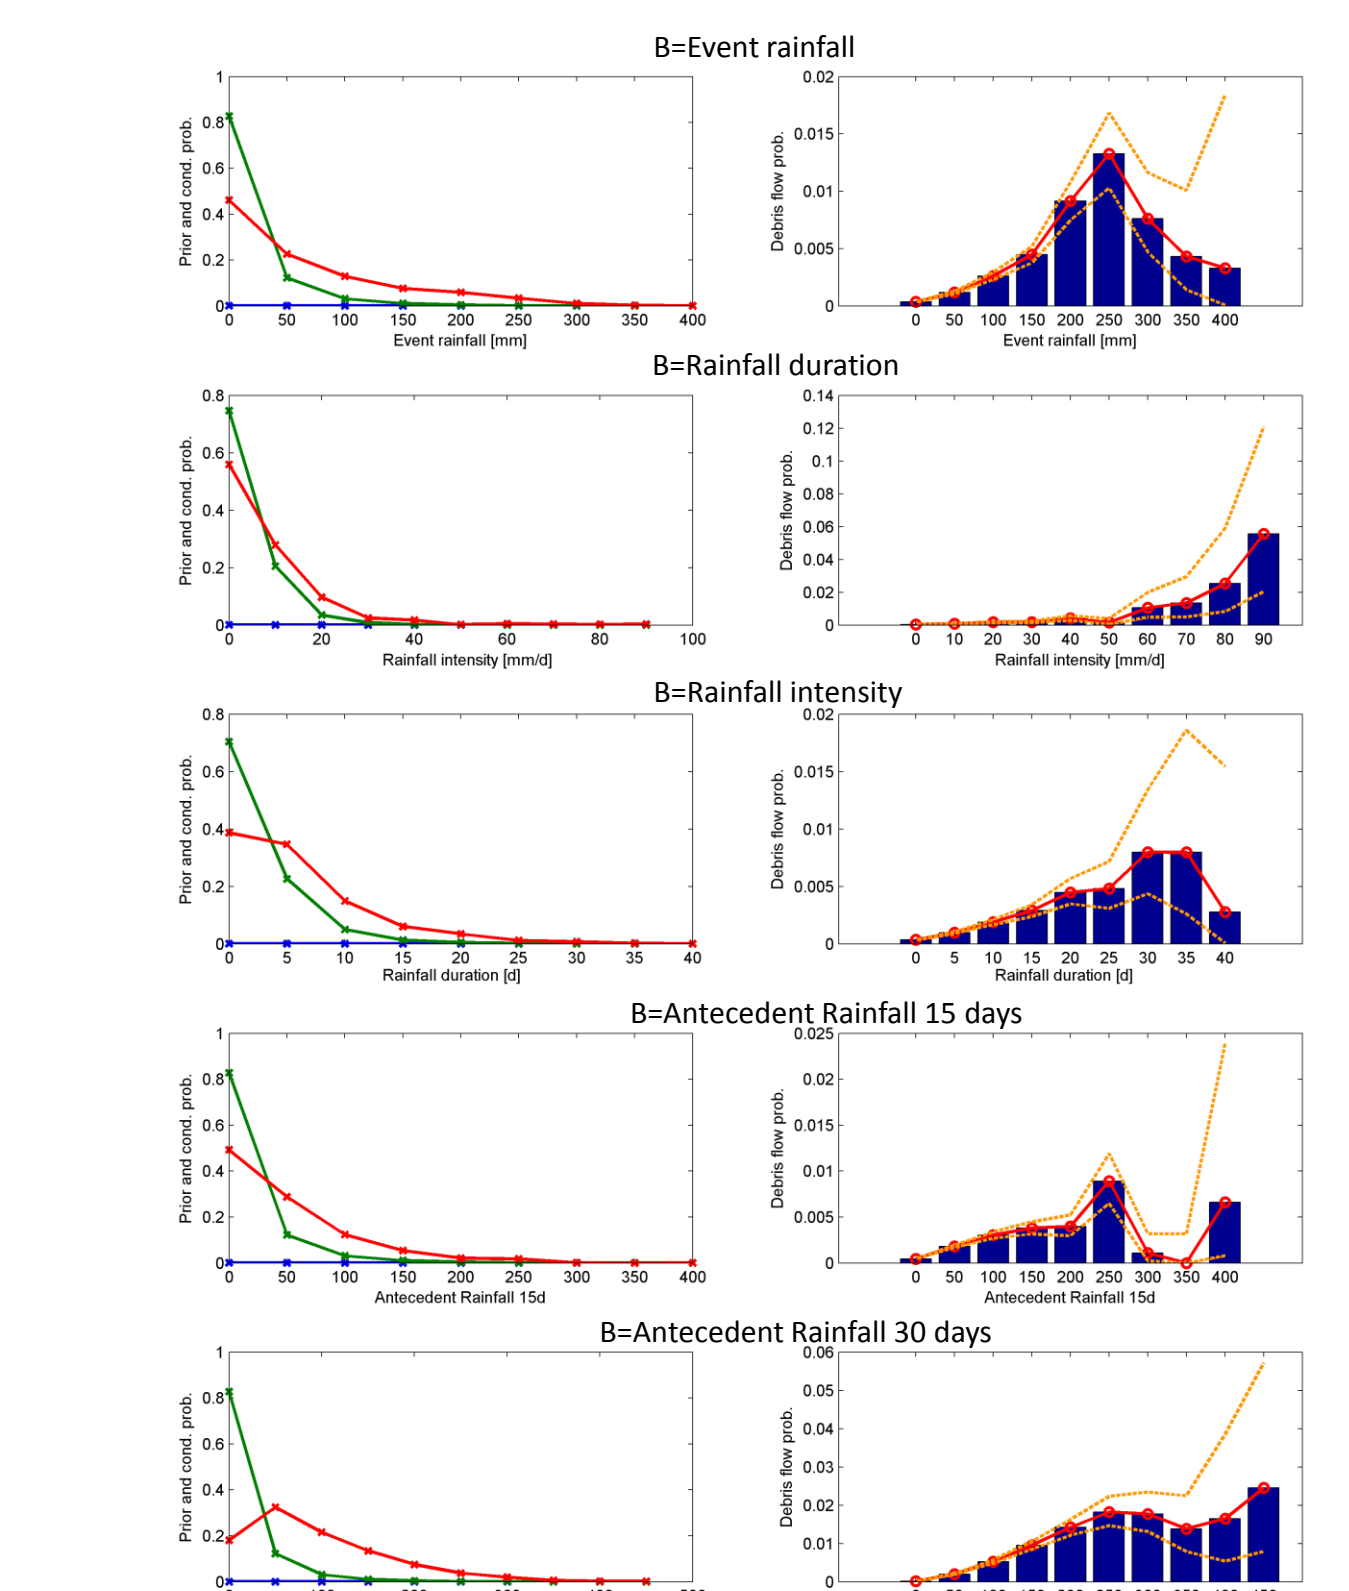 B=Event rainfall
1
0.8
0.6
0.4
0.2
0
Prior and cond. prob.
0 50 100 150 200 250 300 350 400
Event rainfall [mm]
0.02
0.015
0.01
0.005
0
Debris flow prob.
0 50 100 150 200 250 300 350 400
Event rainfall [mm]
B=Rainfall duration
0.8
0.6
0.4
0.2
0
Prior and cond. prob.
0 20 40 60 80 100
Rainfall intensity [mm/d]
0.14
0.12
0.1
0.08
0.06
0.04
0.02
0
Debris flow prob.
0 10 20 30 40 50 60 70 80 90
Rainfall intensity [mm/d]
B=Rainfall intensity
0.8
0.6
0.4
0.2
0
Prior and cond. prob.
0 5 10 15 20 25 30 35 40
Rainfall duration [d]
0.02
0.015
0.01
0.005
0
Debris flow prob.
0 5 10 15 20 25 30 35 40
Rainfall duration [d]
B=Antecedent Rainfall 15 days
1
0.8
0.6
0.4
0.2
0
Prior and cond. prob.
0 50 100 150 200 250 300 350 400
Antecedent Rainfall 15d
0.025
0.02
0.015
0.01
0.005
0
Debris flow prob.
0 50 100 150 200 250 300 350 400
Antecedent Rainfall 15d
B=Antecedent Rainfall 30 days
1
0.8
0.6
0.4
0.2
0
Prior and cond. prob.
0.06
0.05
0.04
0.03
0.02
0.01
0
Debris flow prob.